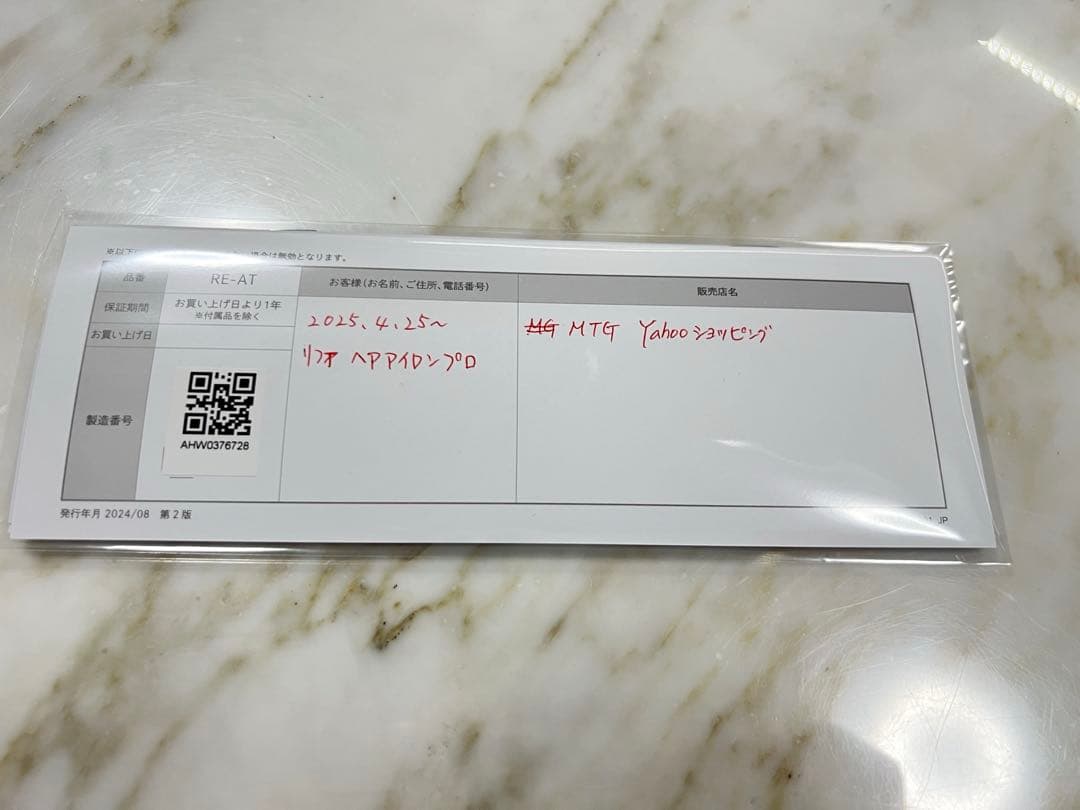 ※以下 場合は無効となります。
品番
RE-AT
お客様(お名前、ご住所、電話番号)
販売店名
保証期間
お買い上げ日より1年
※付属品を除く
お買い上げ日
2025.4.25～
リファ ヘアアイロンプロ
MG MTG Yahooショッピング
製造番号
AHW0376728
発行年月 2024/08 第2版
JP